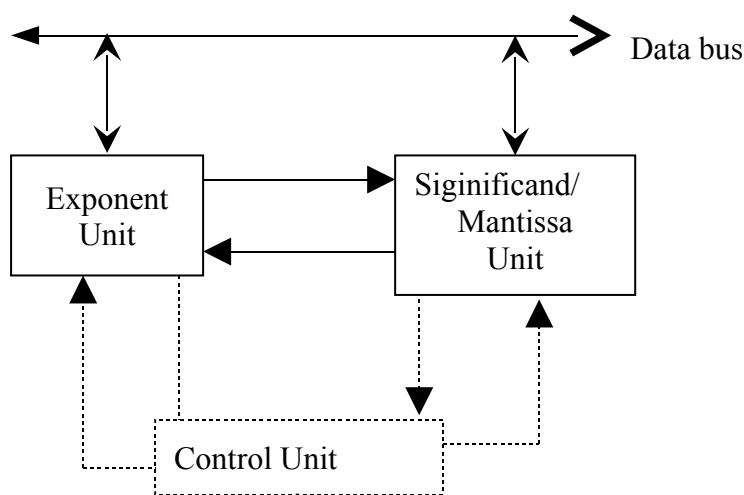 Data bus
Exponent
Unit
Siginificand/
Mantissa
Unit
Control Unit